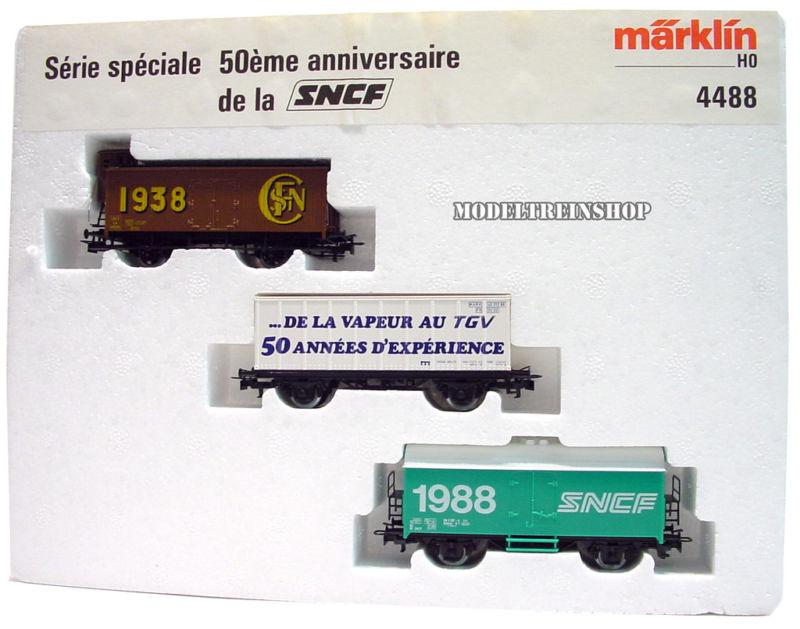 Série spéciale 50ème anniversaire
de la SNCF
märklin
HO
4488
1938
SNCF
MODELTREINSHOP
...DE LA VAPEUR AU TGV
50 ANNÉES D'EXPÉRIENCE
1988 SNCF